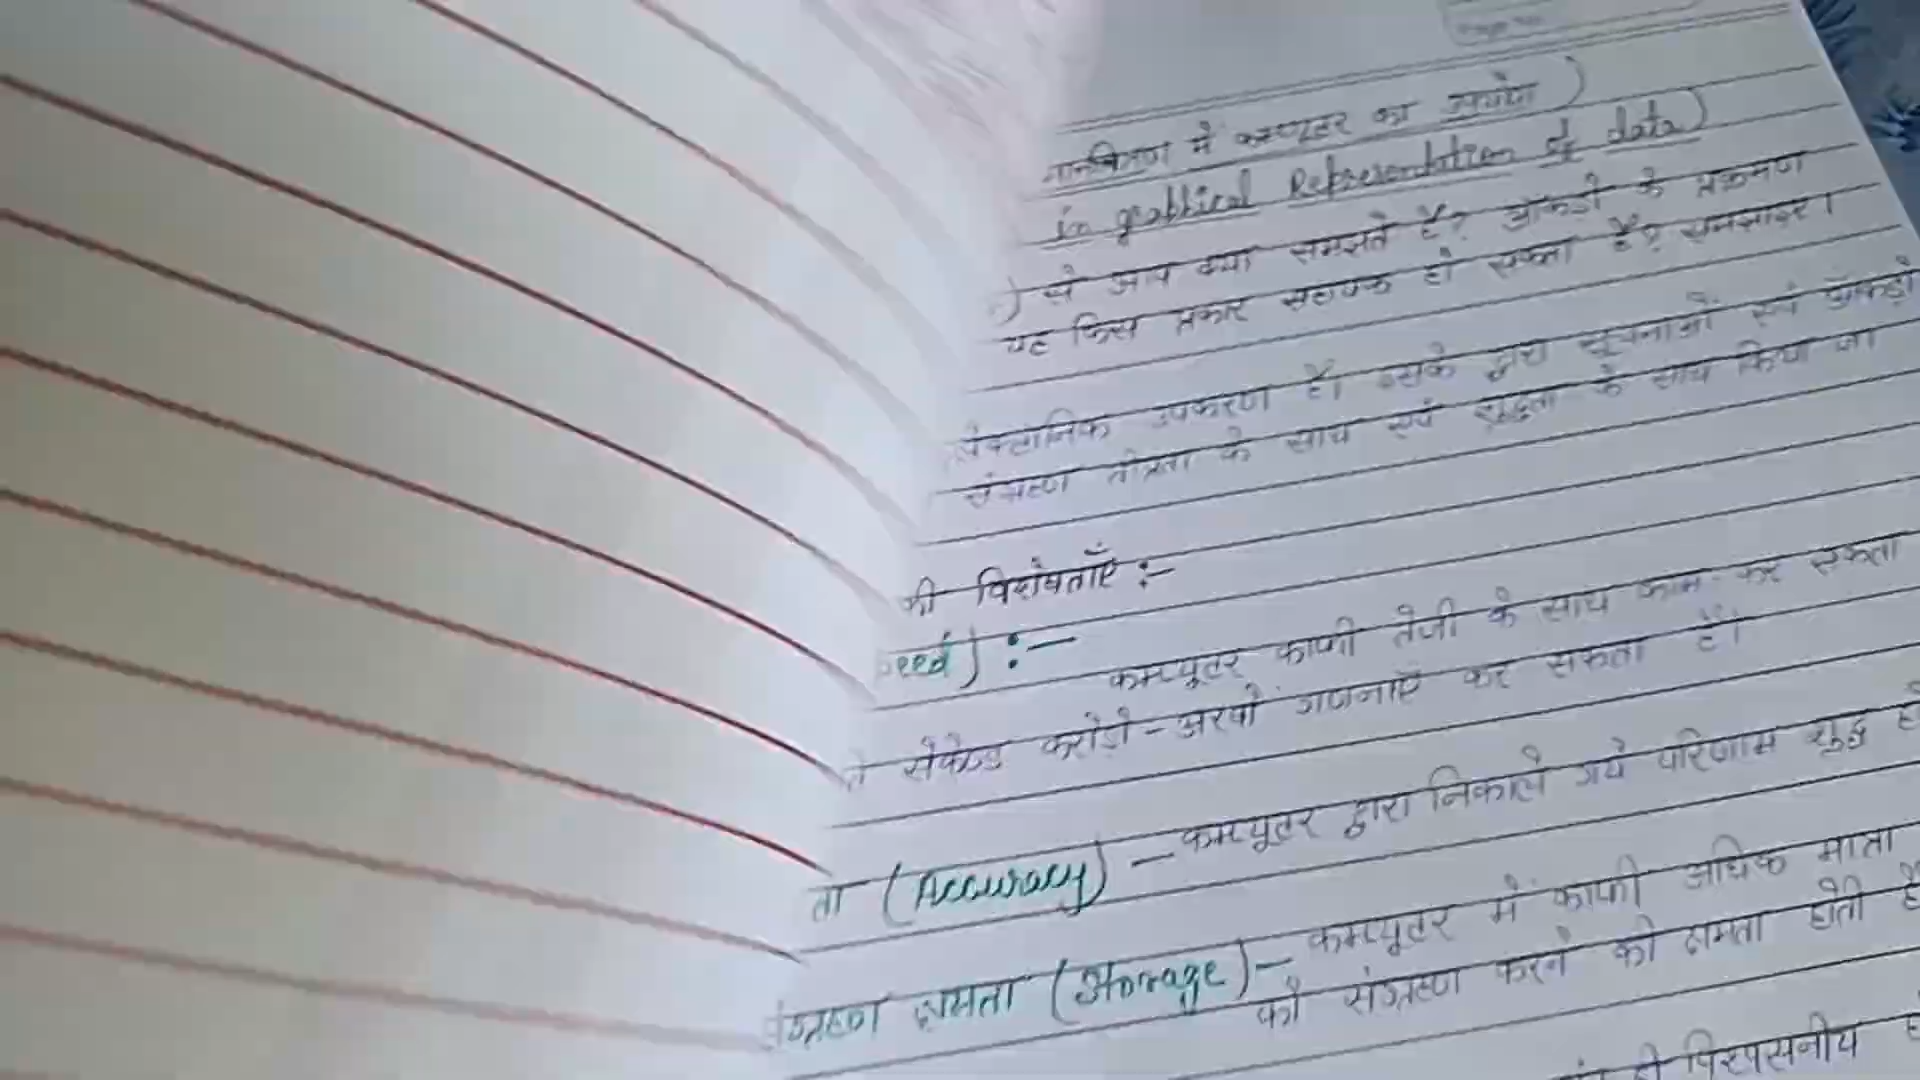 मानचित्रण में कम्प्यूटर का उपयोग )
in graphical Representation of data)
) से आप क्या समझते हैं? आंकड़ो के प्रक्रमण
यह किस प्रकार सहायक हो सकता है? समझाइए।
उपकरण है। इसके द्वारा सूचनाओं एवं आंकड़ो
संग्रहण तीव्रता के साथ एवं शुद्धता के साथ किया जा
की विशेषताएँ :-
peed) :-
कम्प्यूटर काफी तेजी के साथ काम कर सकता
सेकेण्ड करोड़ो-अरबों गणनाएँ कर सकता है।
ता (Accuracy) - कम्प्यूटर द्वारा निकाले गये परिणाम शुद्ध हो
संग्रहण क्षमता (Storage) - कम्प्यूटर में काफी अधिक मात्रा
को संग्रहण करने की क्षमता होती है
ही विश्वसनीय